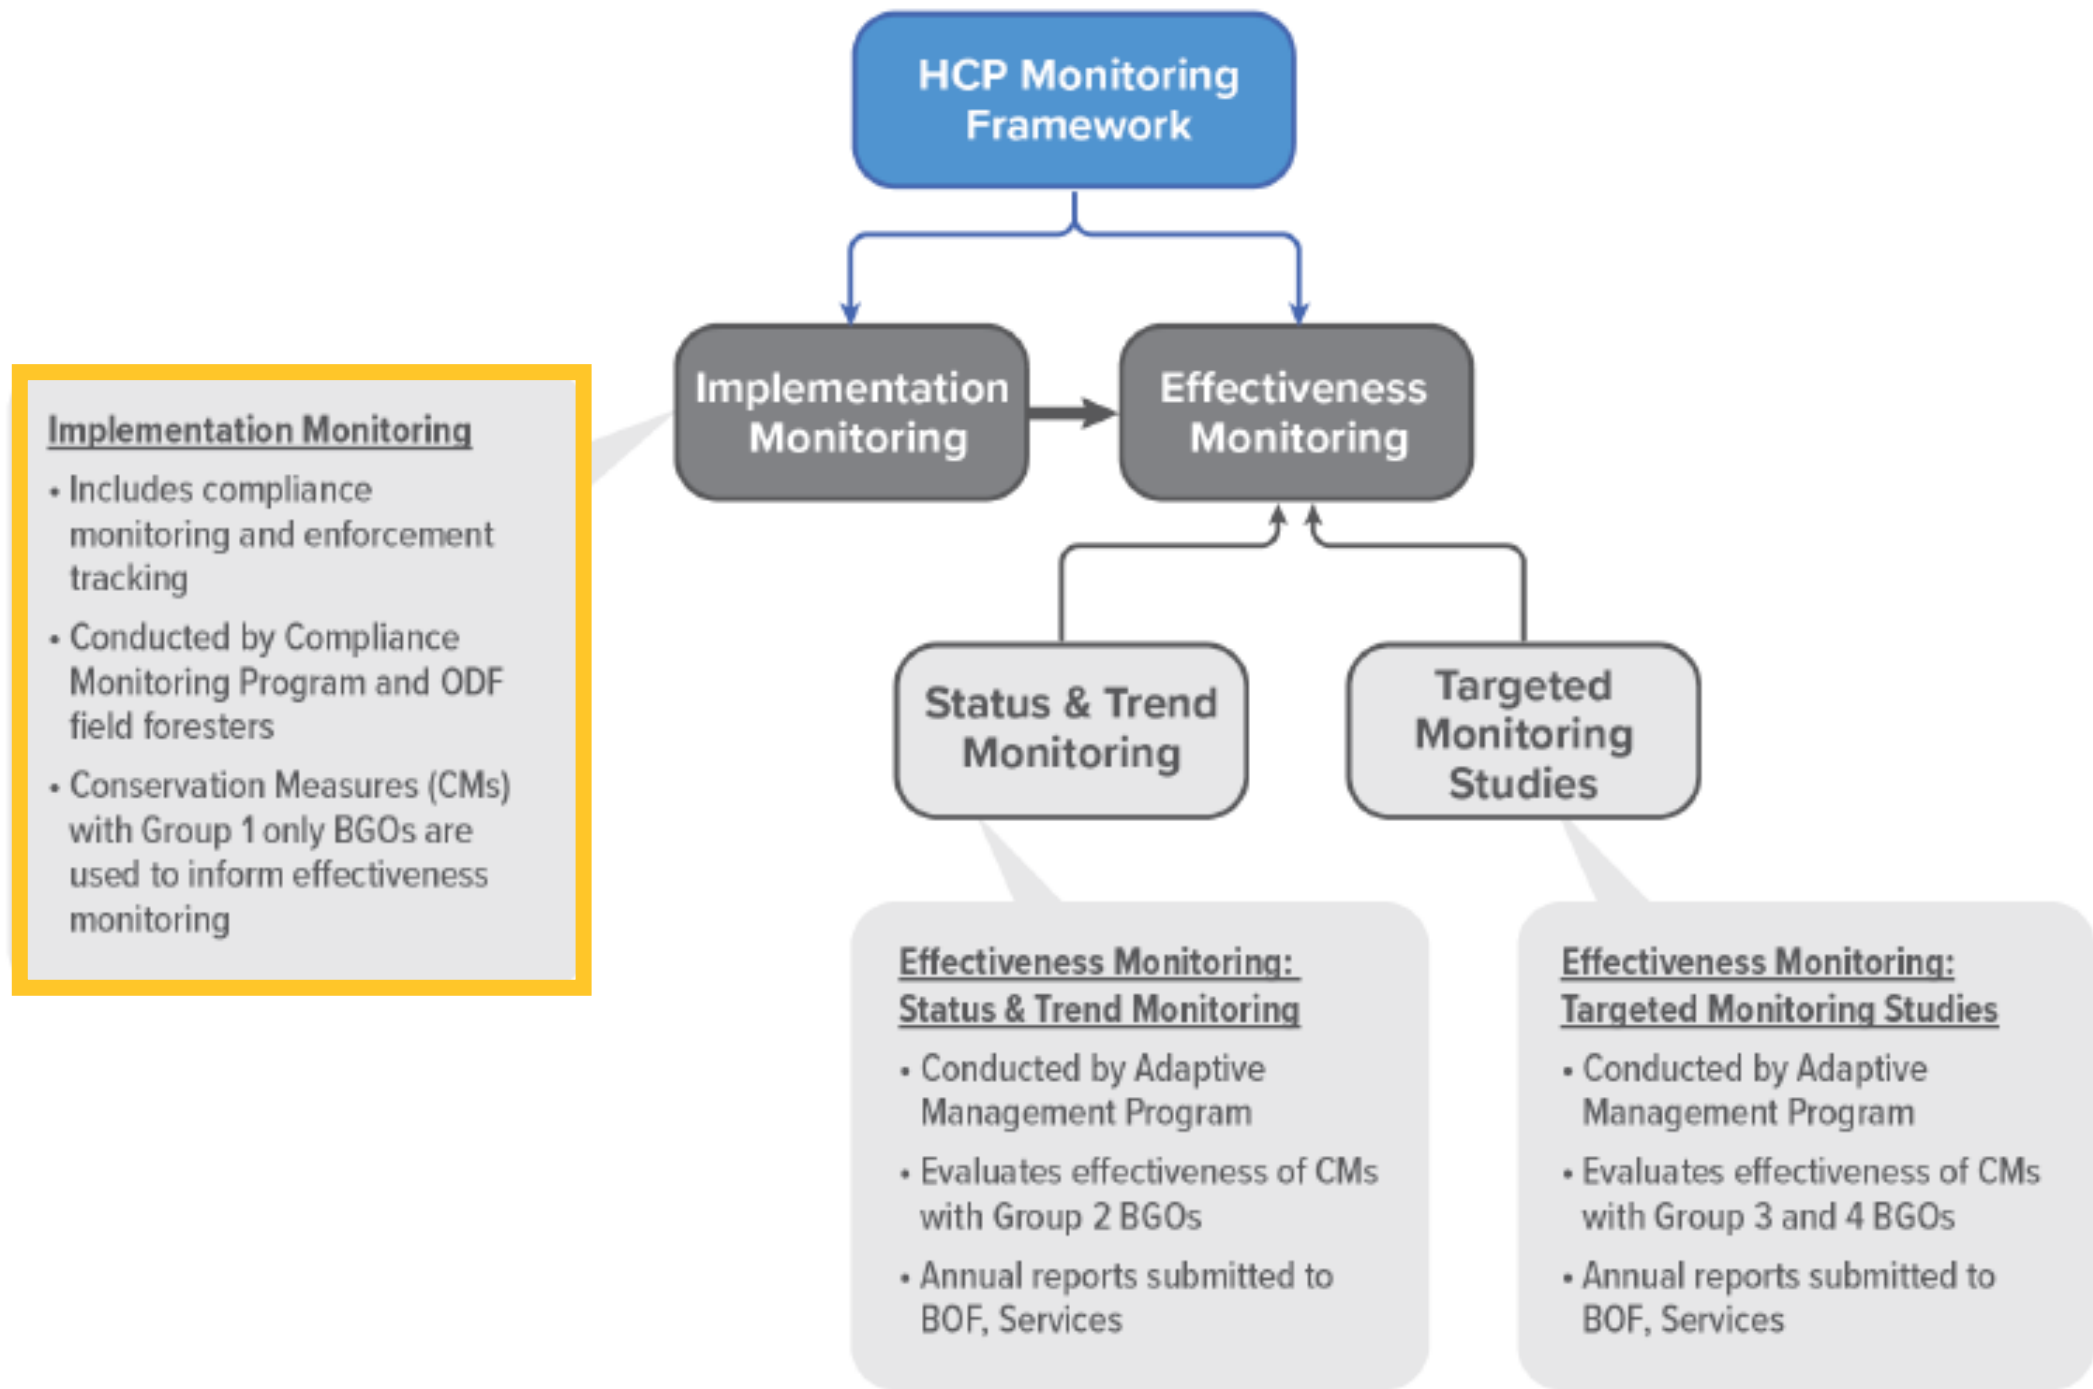 HCP Monitoring
Framework
Implementation
Monitoring
Effectiveness
Monitoring
Implementation Monitoring
• Includes compliance
monitoring and enforcement
tracking
• Conducted by Compliance
Monitoring Program and ODF
field foresters
• Conservation Measures (CMs)
with Group 1 only BGOs are
used to inform effectiveness
monitoring
Status & Trend
Monitoring
Targeted
Monitoring
Studies
Effectiveness Monitoring:
Status & Trend Monitoring
• Conducted by Adaptive
Management Program
• Evaluates effectiveness of CMs
with Group 2 BGOs
• Annual reports submitted to
BOF, Services
Effectiveness Monitoring:
Targeted Monitoring Studies
• Conducted by Adaptive
Management Program
• Evaluates effectiveness of CMs
with Group 3 and 4 BGOs
• Annual reports submitted to
BOF, Services